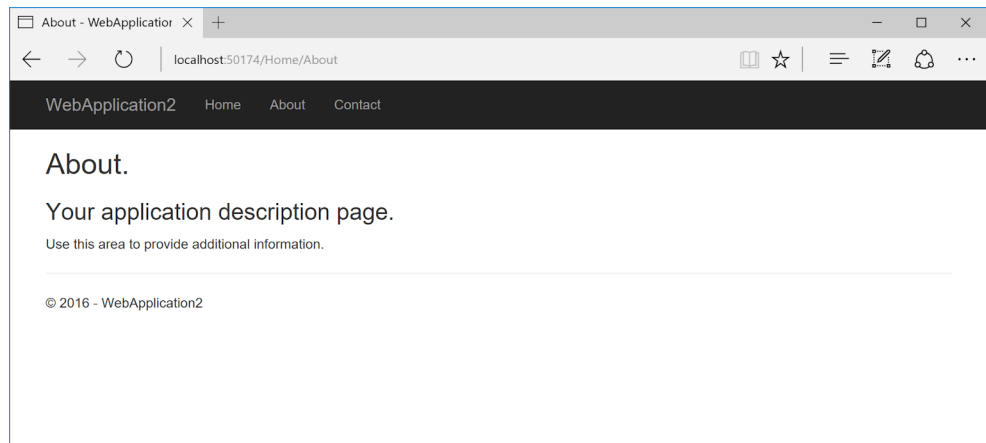 About - WebApplication
localhost:50174/Home/About
WebApplication2 Home About Contact
About.
Your application description page.
Use this area to provide additional information.
© 2016 - WebApplication2